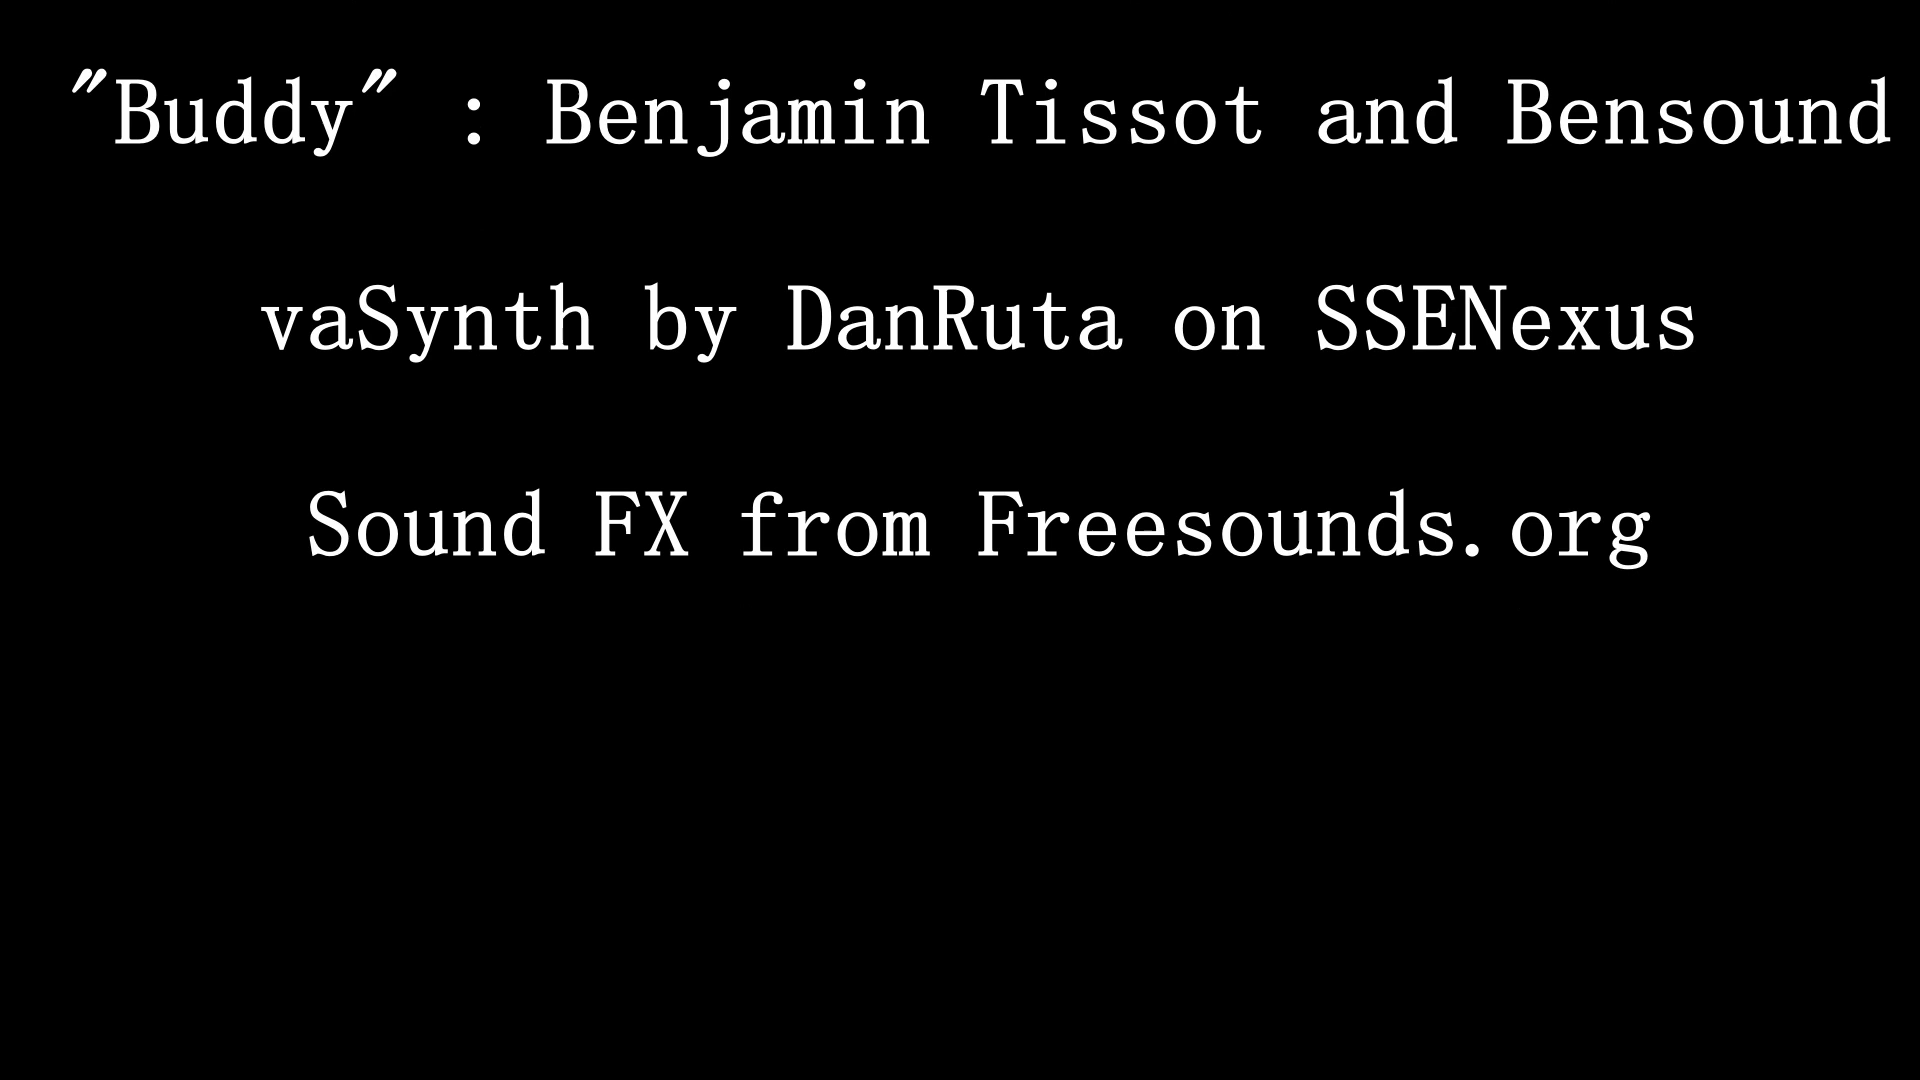 "Buddy" : Benjamin Tissot and Bensound
vaSynth by DanRuta on SSENexus
Sound FX from Freesounds.org